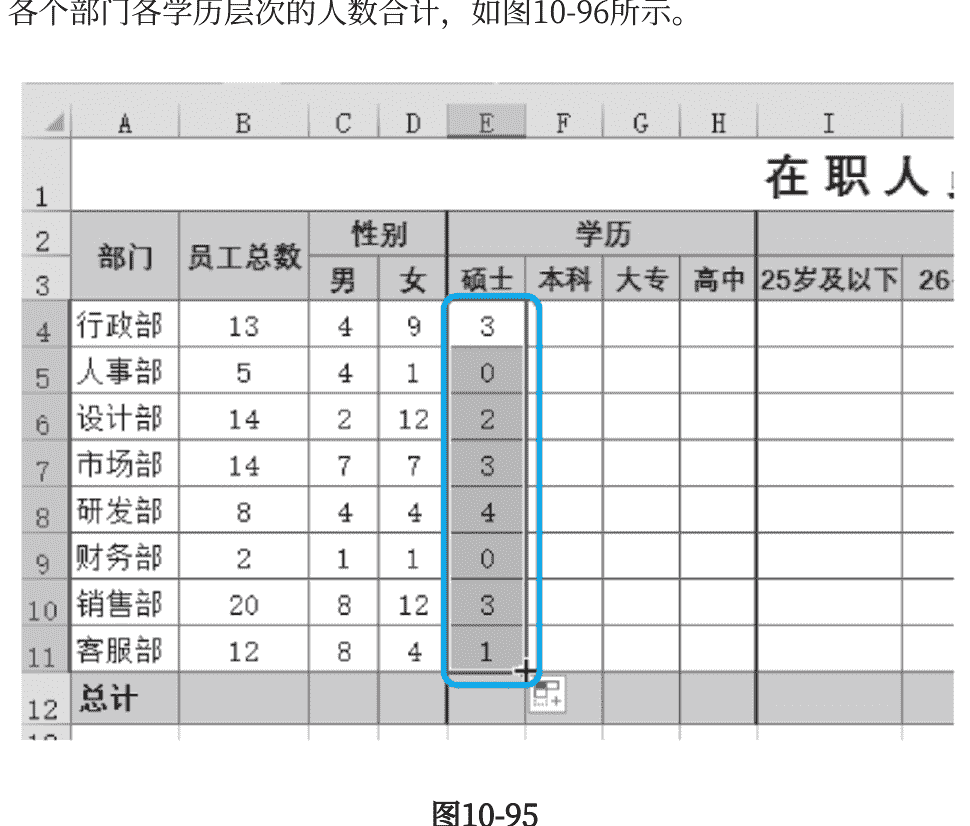 各个部门各学历层次的人数合计，如图10-96所示。
A B C D E F G H I
1 在职人
2 部门 员工总数 性别 学历
3 男 女 硕士 本科 大专 高中 25岁及以下 26
4 行政部 13 4 9 3
5 人事部 5 4 1 0
6 设计部 14 2 12 2
7 市场部 14 7 7 3
8 研发部 8 4 4 4
9 财务部 2 1 1 0
10 销售部 20 8 12 3
11 客服部 12 8 4 1
12 总计
图10-95